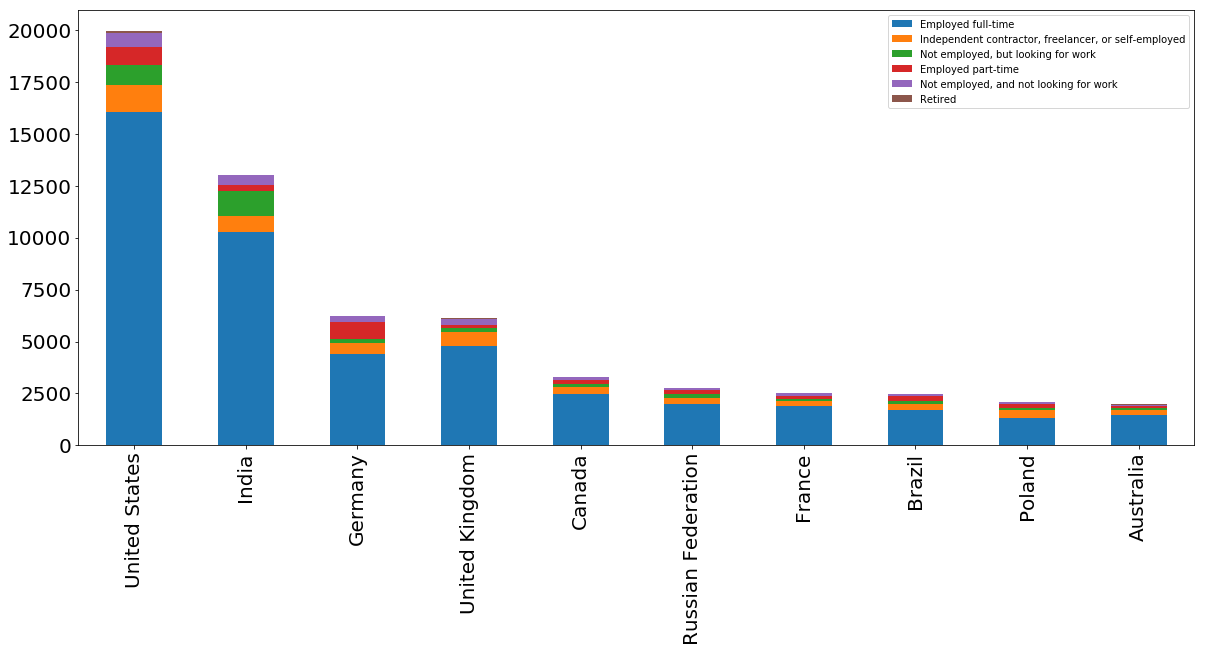 20000
17500
15000
12500
10000
7500
5000
2500
0
Employed full-time
Independent contractor, freelancer, or self-employed
Not employed, but looking for work
Employed part-time
Not employed, and not looking for work
Retired
United States
India
Germany
United Kingdom
Canada
Russian Federation
France
Brazil
Poland
Australia